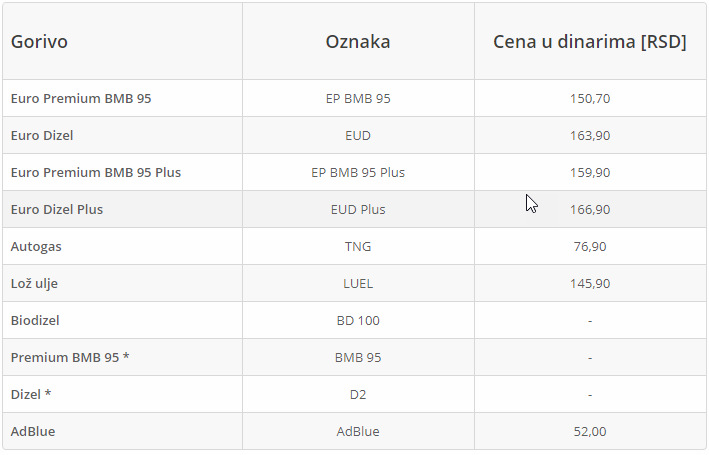 Gorivo Oznaka Cena u dinarima [RSD]
Euro Premium BMB 95 EP BMB 95 150,70
Euro Dizel EUD 163,90
Euro Premium BMB 95 Plus EP BMB 95 Plus 159,90
Euro Dizel Plus EUD Plus 166,90
Autogas TNG 76,90
Lož ulje LUEL 145,90
Biodizel BD 100 -
Premium BMB 95 * BMB 95 -
Dizel * D2 -
AdBlue AdBlue 52,00